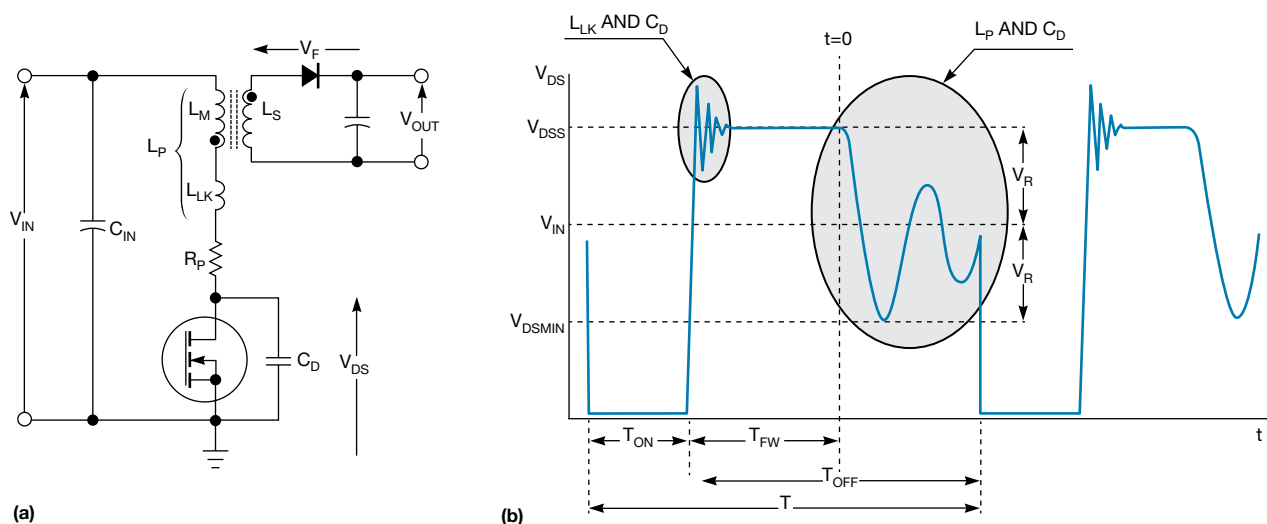 V_F
L_M
L_S
V_OUT
L_P
L_LK
V_IN
C_IN
R_P
C_D
V_DS
(a)
L_LK AND C_D
t=0
L_P AND C_D
V_DS
V_DSS
V_R
V_IN
V_R
V_DSMIN
t
T_ON
T_FW
T_OFF
T
(b)